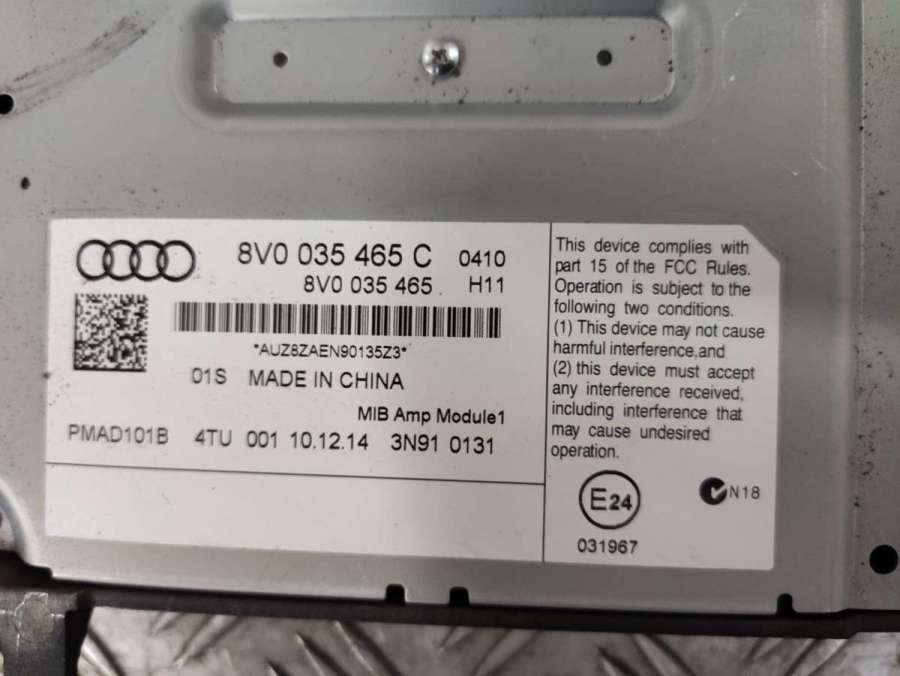 8V0 035 465 C 0410
8V0 035 465 H11
*AUZ8ZAEN90135Z3*
01S MADE IN CHINA
MIB Amp Module1
PMAD101B 4TU 001 10.12.14 3N91 0131
This device complies with
part 15 of the FCC Rules.
Operation is subject to the
following two conditions.
(1) This device may not cause
harmful interference,and
(2) this device must accept
any interference received,
including interference that
may cause undesired
operation.
E24
031967
N18